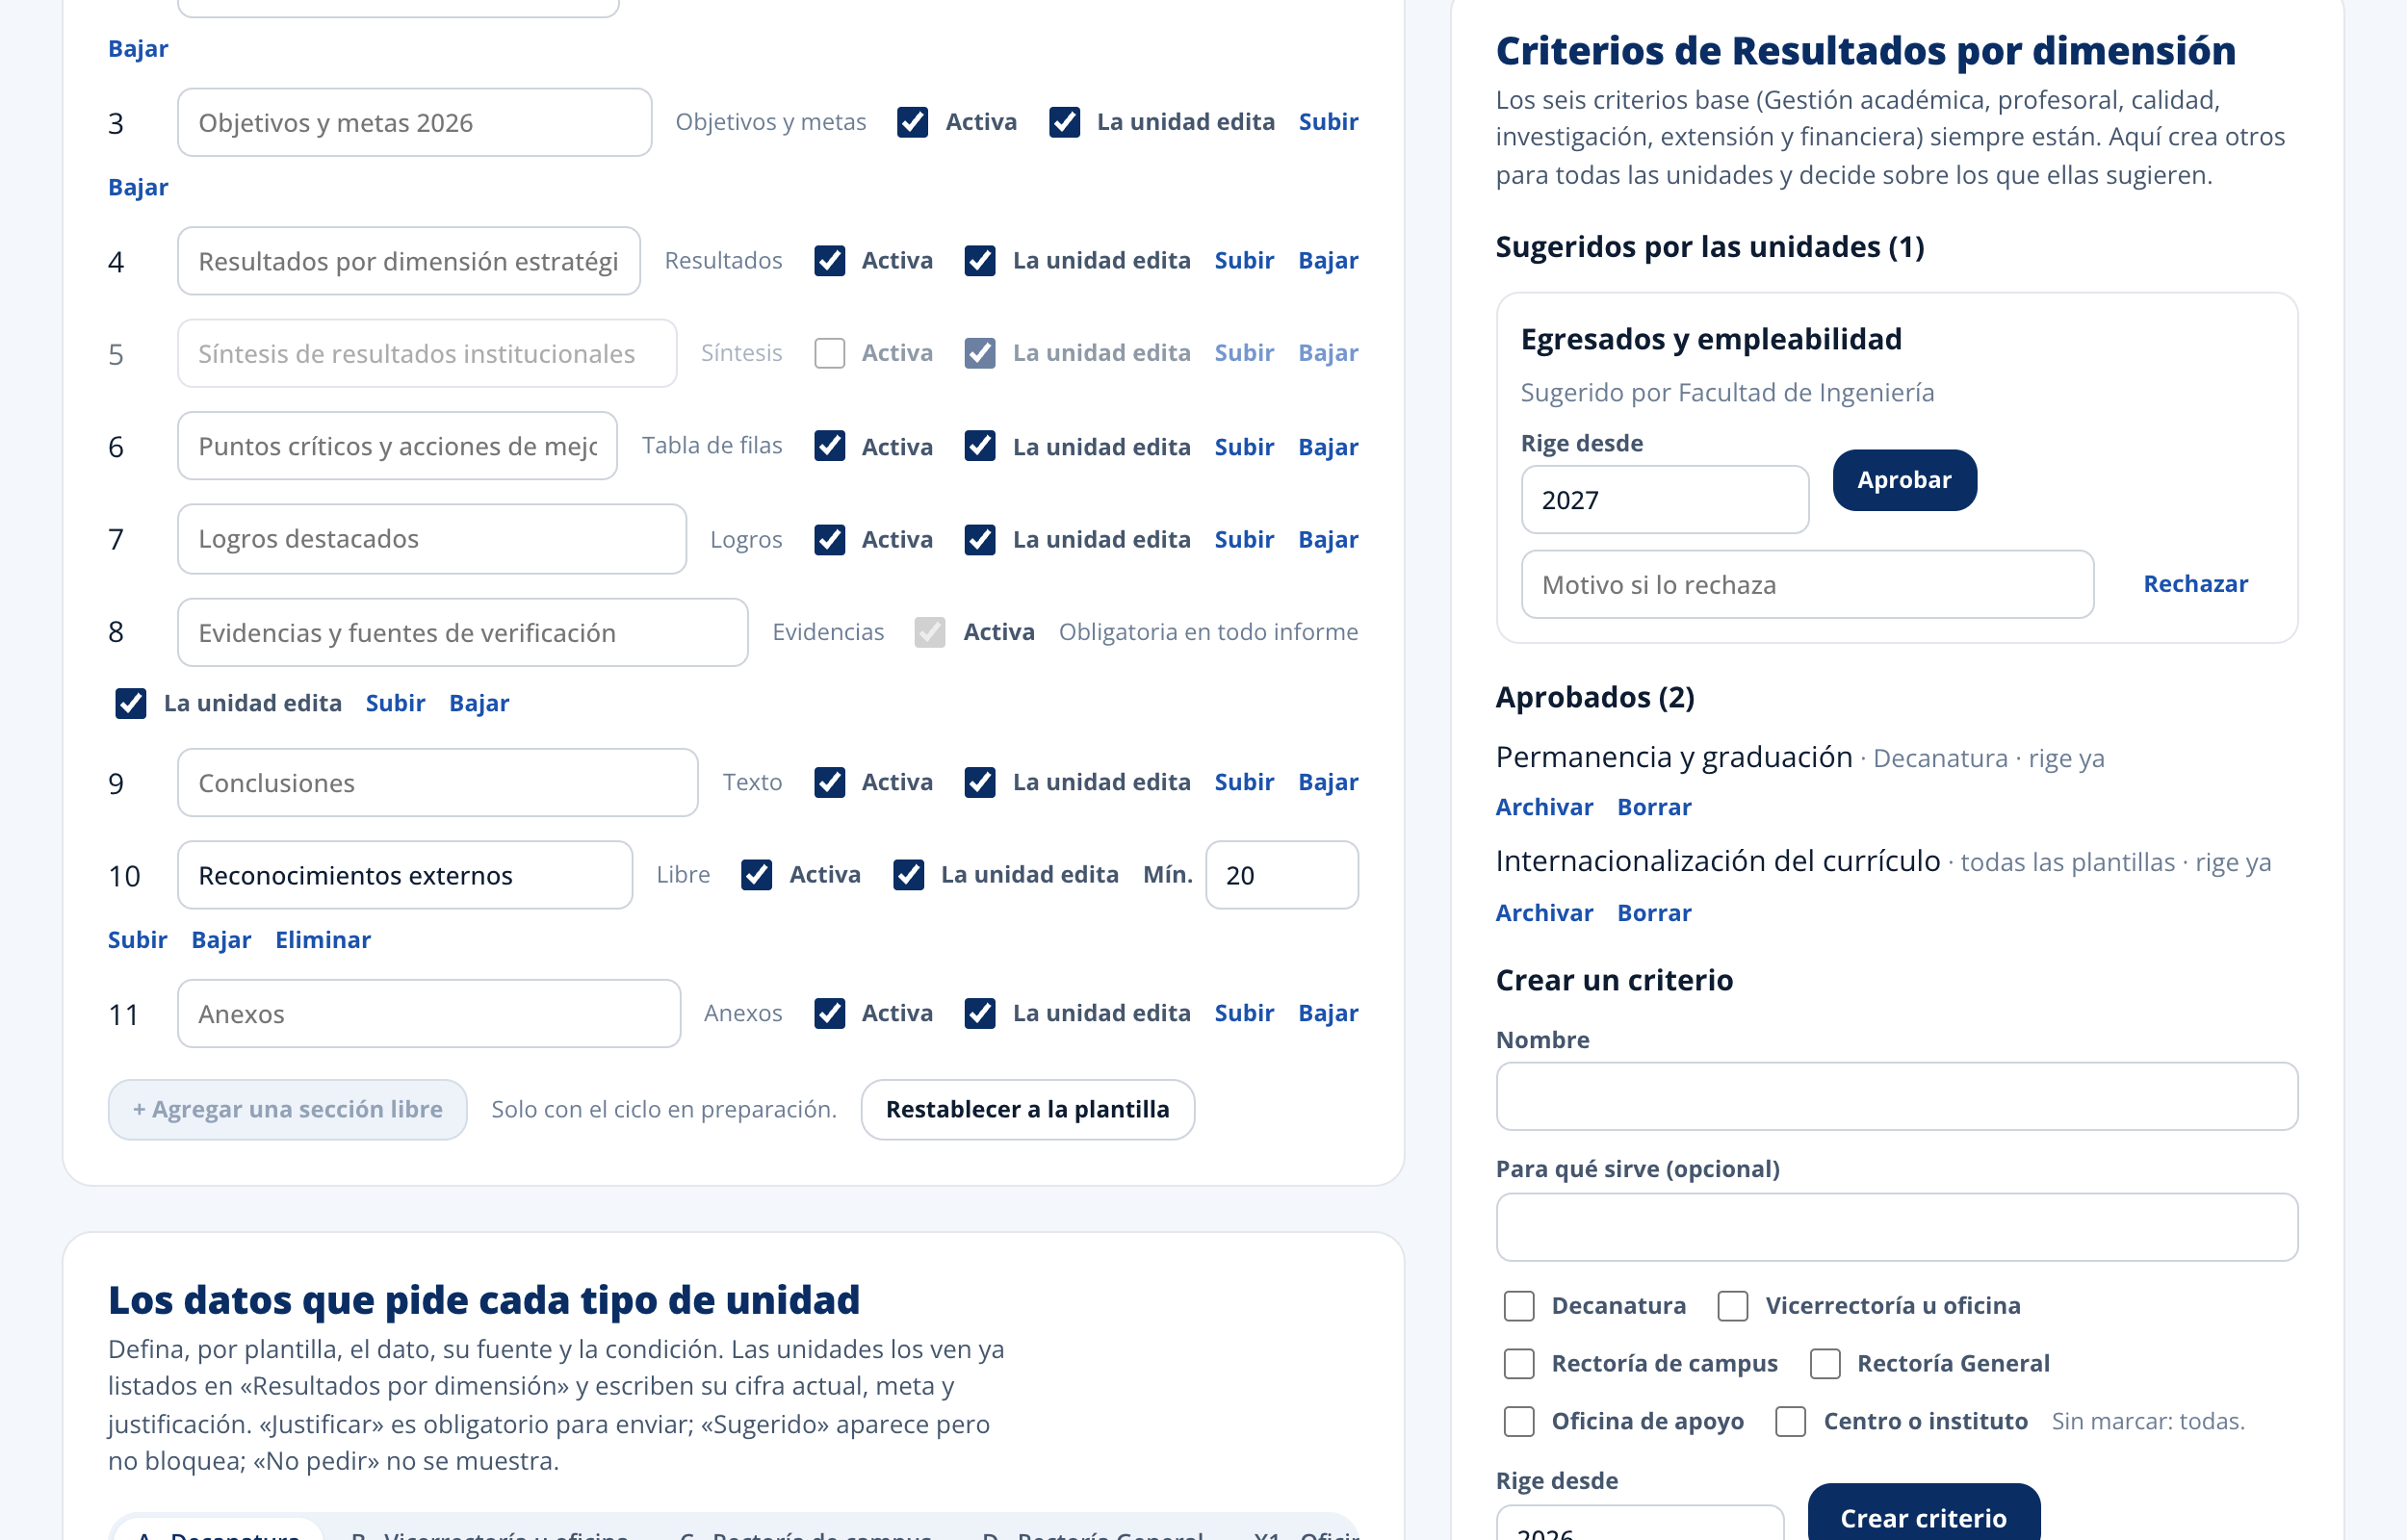 Bajar
3 Objetivos y metas 2026 Objetivos y metas Activa La unidad edita Subir
Bajar
4 Resultados por dimensión estratégi Resultados Activa La unidad edita Subir Bajar
5 Síntesis de resultados institucionales Síntesis Activa La unidad edita Subir Bajar
6 Puntos críticos y acciones de mejo Tabla de filas Activa La unidad edita Subir Bajar
7 Logros destacados Logros Activa La unidad edita Subir Bajar
8 Evidencias y fuentes de verificación Evidencias Activa Obligatoria en todo informe
La unidad edita Subir Bajar
9 Conclusiones Texto Activa La unidad edita Subir Bajar
10 Reconocimientos externos Libre Activa La unidad edita Mín. 20
Subir Bajar Eliminar
11 Anexos Anexos Activa La unidad edita Subir Bajar
+ Agregar una sección libre Solo con el ciclo en preparación. Restablecer a la plantilla
Los datos que pide cada tipo de unidad
Defina, por plantilla, el dato, su fuente y la condición. Las unidades los ven ya
listados en «Resultados por dimensión» y escriben su cifra actual, meta y
justificación. «Justificar» es obligatorio para enviar; «Sugerido» aparece pero
no bloquea; «No pedir» no se muestra.
Criterios de Resultados por dimensión
Los seis criterios base (Gestión académica, profesoral, calidad,
investigación, extensión y financiera) siempre están. Aquí crea otros
para todas las unidades y decide sobre los que ellas sugieren.
Sugeridos por las unidades (1)
Egresados y empleabilidad
Sugerido por Facultad de Ingeniería
Rige desde
2027 Aprobar
Motivo si lo rechaza Rechazar
Aprobados (2)
Permanencia y graduación · Decanatura · rige ya
Archivar Borrar
Internacionalización del currículo · todas las plantillas · rige ya
Archivar Borrar
Crear un criterio
Nombre
Para qué sirve (opcional)
Decanatura Vicerrectoría u oficina
Rectoría de campus Rectoría General
Oficina de apoyo Centro o instituto Sin marcar: todas.
Rige desde
2026 Crear criterio